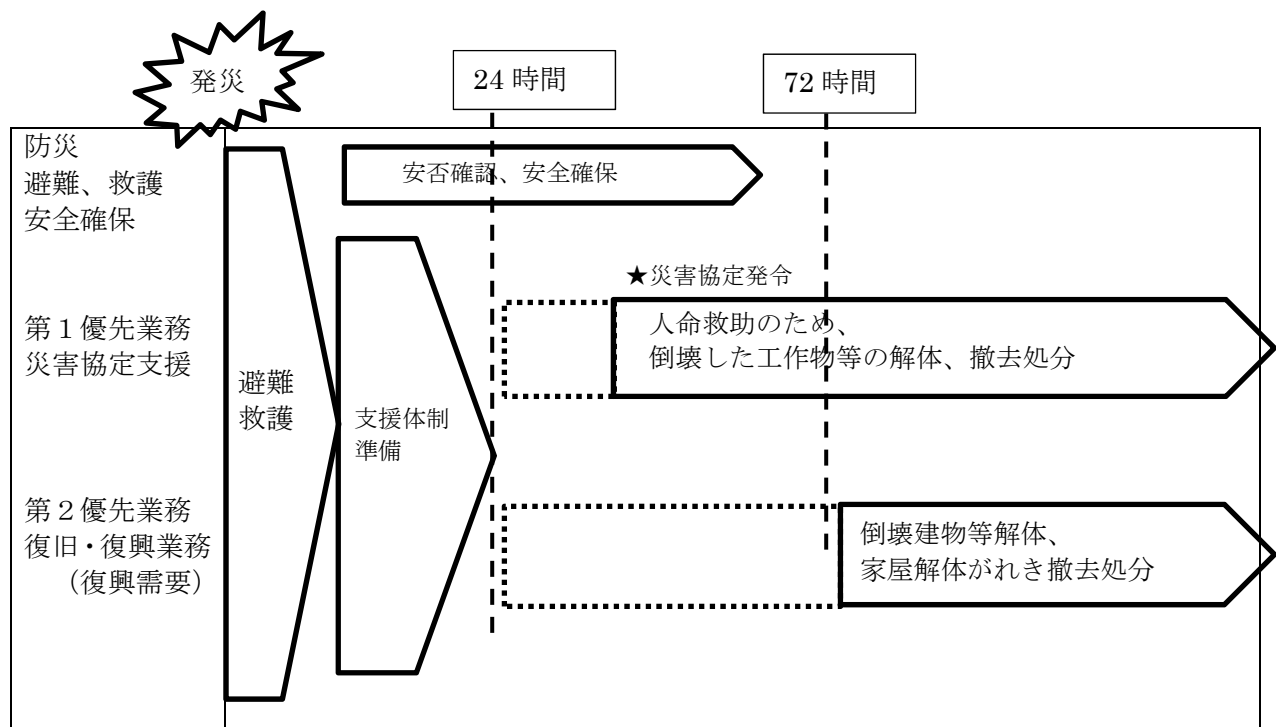 発災
24時間
72時間
防災
避難、救護
安全確保
安否確認、安全確保
★災害協定発令
第１優先業務
災害協定支援
人命救助のため、
倒壊した工作物等の解体、撤去処分
避難
救護
支援体制
準備
第２優先業務
復旧・復興業務
（復興需要）
倒壊建物等解体、
家屋解体がれき撤去処分